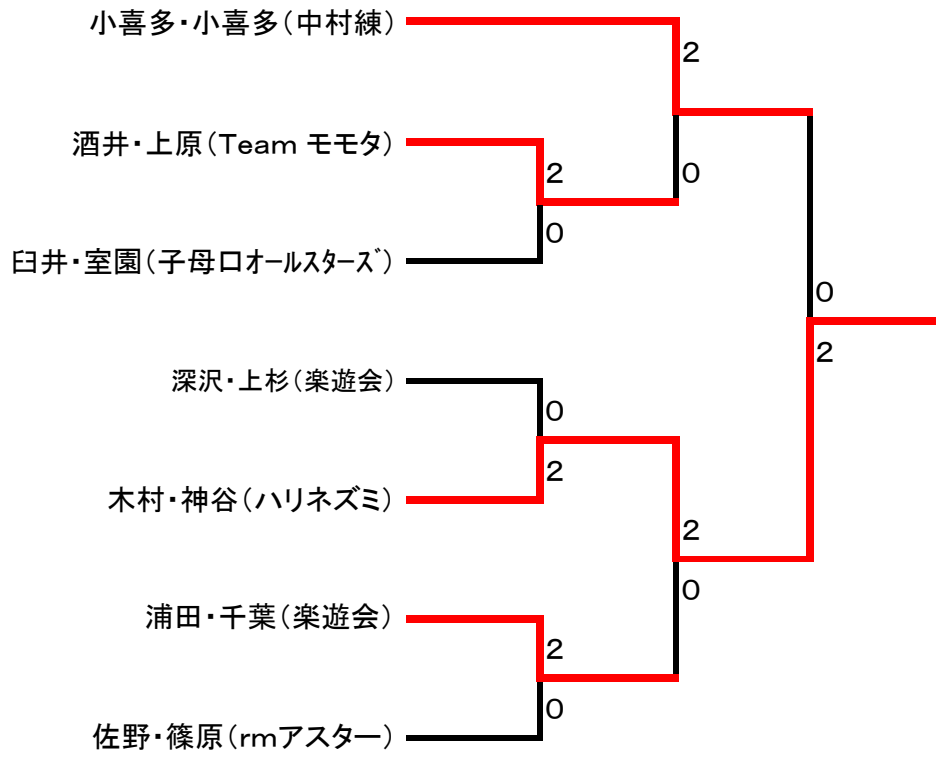 小喜多・小喜多(中村練)
2
酒井・上原(Team モモタ)
2
0
0
臼井・室園(子母口オールスターズ)
0
2
深沢・上杉(楽遊会)
0
2
木村・神谷(ハリネズミ)
2
0
浦田・千葉(楽遊会)
2
0
佐野・篠原(rmアスター)